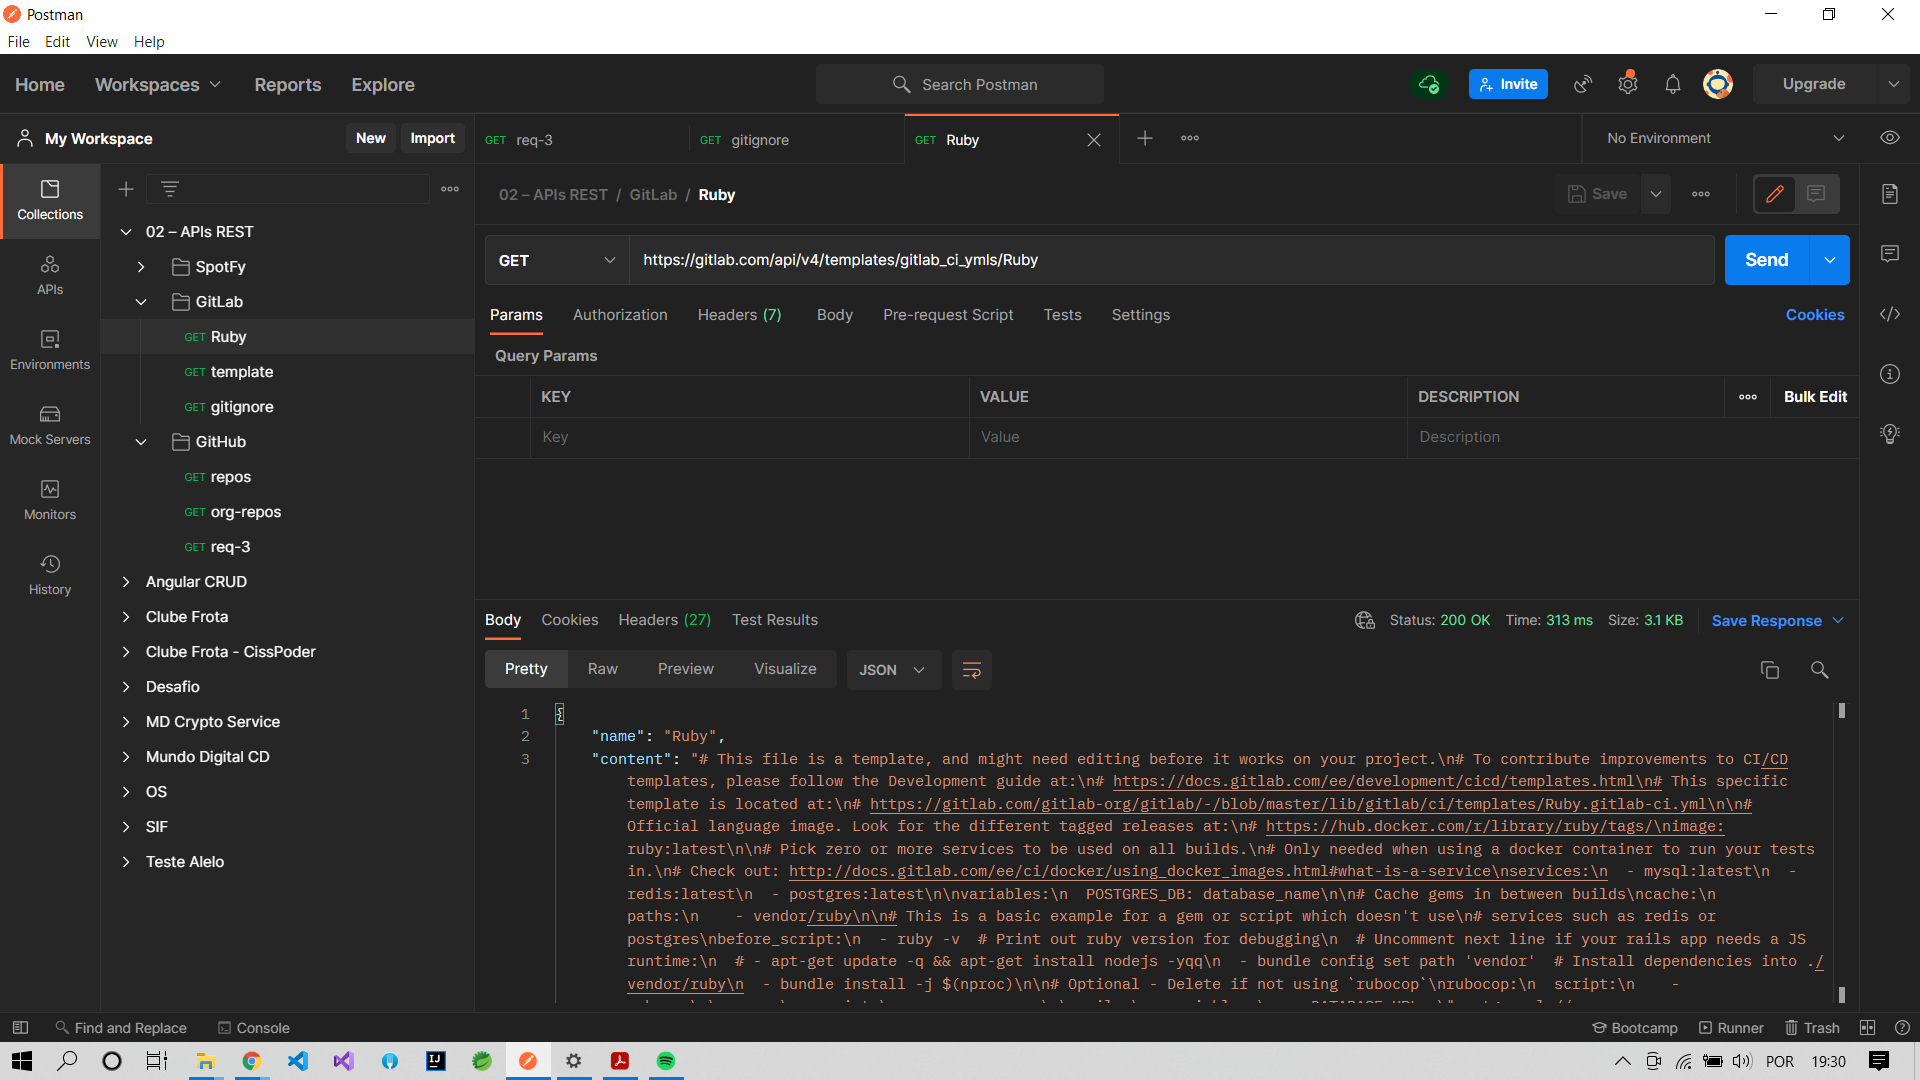 Postman
File Edit View Help
Home Workspaces Reports Explore Search Postman Invite Upgrade
My Workspace New Import GET req-3 GET gitignore GET Ruby No Environment
Collections
APIs
Environments
Mock Servers
Monitors
History
02 – APIs REST
SpotFy
GitLab
GET Ruby
GET template
GET gitignore
GitHub
GET repos
GET org-repos
GET req-3
Angular CRUD
Clube Frota
Clube Frota - CissPoder
Desafio
MD Crypto Service
Mundo Digital CD
OS
SIF
Teste Alelo
02 – APIs REST / GitLab / Ruby Save
GET https://gitlab.com/api/v4/templates/gitlab_ci_ymls/Ruby Send
Params Authorization Headers (7) Body Pre-request Script Tests Settings Cookies
Query Params
KEY VALUE DESCRIPTION Bulk Edit
Key Value Description
Body Cookies Headers (27) Test Results Status: 200 OK Time: 313 ms Size: 3.1 KB Save Response
Pretty Raw Preview Visualize JSON
1 {
2 "name": "Ruby",
3 "content": "# This file is a template, and might need editing before it works on your project.\n# To contribute improvements to CI/CD
templates, please follow the Development guide at:\n# https://docs.gitlab.com/ee/development/cicd/templates.html\n# This specific
template is located at:\n# https://gitlab.com/gitlab-org/gitlab/-/blob/master/lib/gitlab/ci/templates/Ruby.gitlab-ci.yml\n\n#
Official language image. Look for the different tagged releases at:\n# https://hub.docker.com/r/library/ruby/tags/\nimage:
ruby:latest\n\n# Pick zero or more services to be used on all builds.\n# Only needed when using a docker container to run your tests
in.\n# Check out: http://docs.gitlab.com/ee/ci/docker/using_docker_images.html#what-is-a-service\nservices:\n  - mysql:latest\n  -
redis:latest\n  - postgres:latest\n\nvariables:\n  POSTGRES_DB: database_name\n\n# Cache gems in between builds\ncache:\n
paths:\n    - vendor/ruby\n\n# This is a basic example for a gem or script which doesn't use\n# services such as redis or
postgres\nbefore_script:\n  - ruby -v  # Print out ruby version for debugging\n  # Uncomment next line if your rails app needs a JS
runtime:\n  # - apt-get update -q && apt-get install nodejs -yqq\n  - bundle config set path 'vendor'  # Install dependencies into ./
vendor/ruby\n  - bundle install -j $(nproc)\n\n# Optional - Delete if not using `rubocop`\nrubocop:\n  script:\n    -
Find and Replace Console Bootcamp Runner Trash
POR 19:30